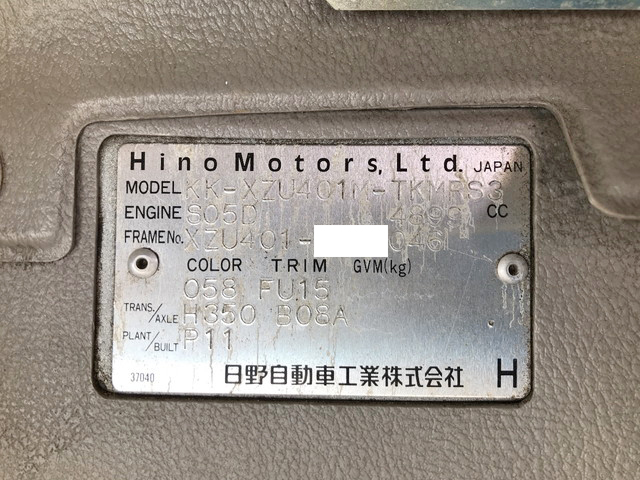 Hino Motors, Ltd. JAPAN
MODEL KK-XZU401M-TKMRS3
ENGINE S05D 4899 CC
FRAME No. XZU401- 046
COLOR TRIM GVM(kg)
058 FU15
TRANS./AXLE H350 B08A
PLANT/BUILT P11
37040 日野自動車工業株式会社 H